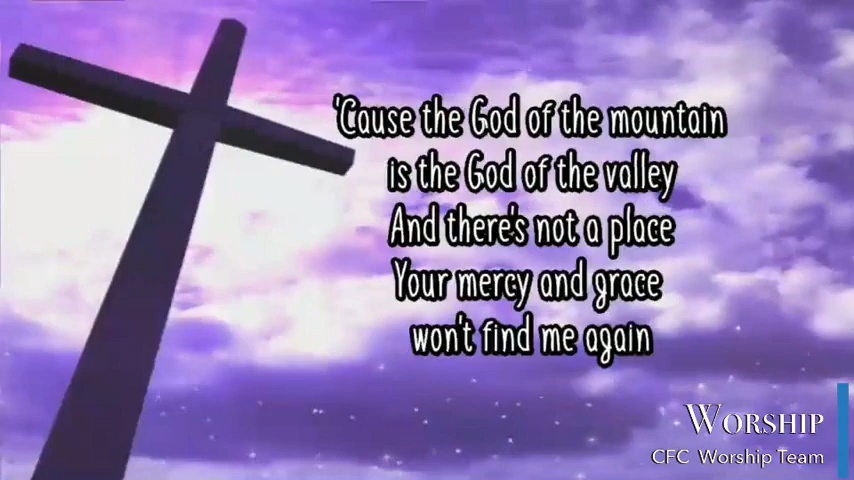 'Cause the God of the mountain
is the God of the valley
And there's not a place
Your mercy and grace
won't find me again
WORSHIP
CFC Worship Team